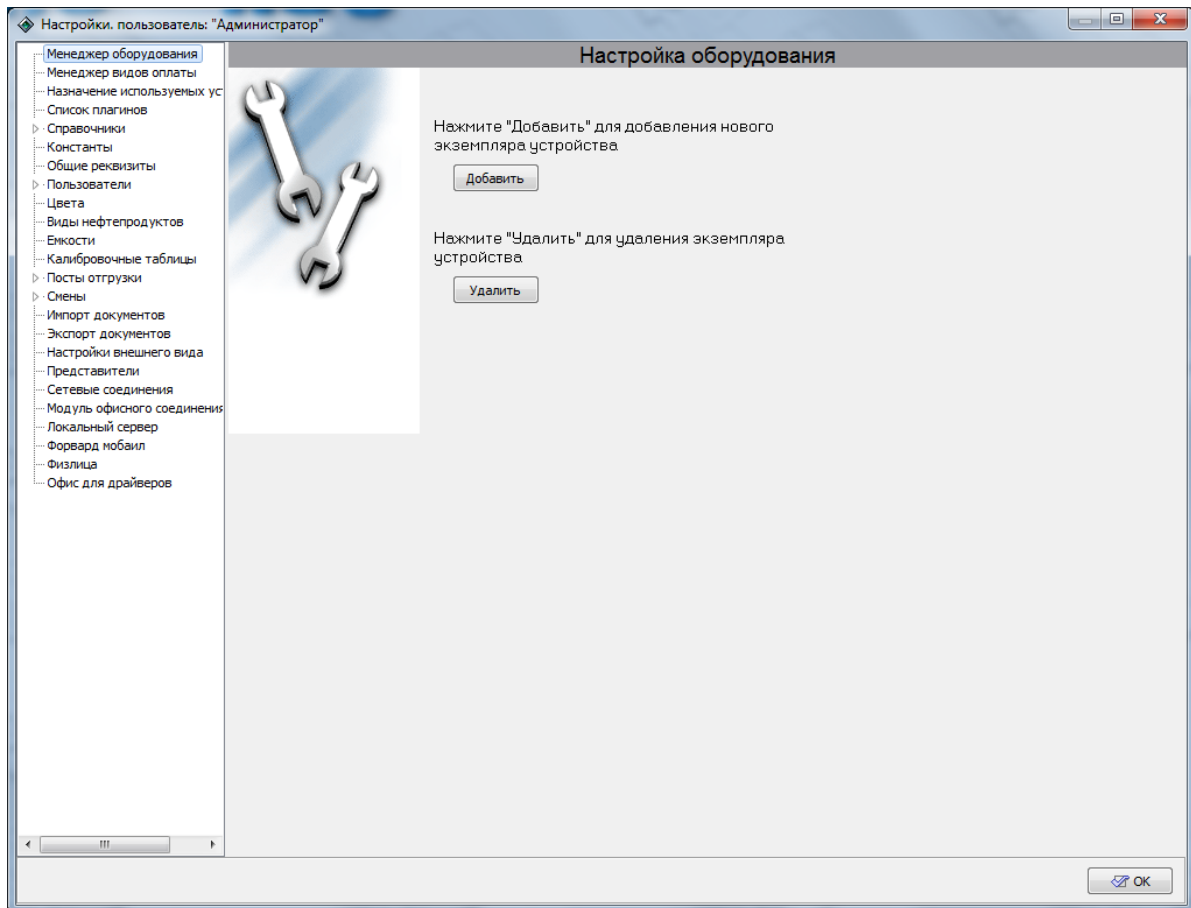 Настройки. пользователь: "Администратор"
Менеджер оборудования
Менеджер видов оплаты
Назначение используемых ус
Список плагинов
Справочники
Константы
Общие реквизиты
Пользователи
Цвета
Виды нефтепродуктов
Емкости
Калибровочные таблицы
Посты отгрузки
Смены
Импорт документов
Экспорт документов
Настройки внешнего вида
Представители
Сетевые соединения
Модуль офисного соединения
Локальный сервер
Форвард мобаил
Физлица
Офис для драйверов
Настройка оборудования
Нажмите "Добавить" для добавления нового
экземпляра устройства
Добавить
Нажмите "Удалить" для удаления экземпляра
устройства
Удалить
OK